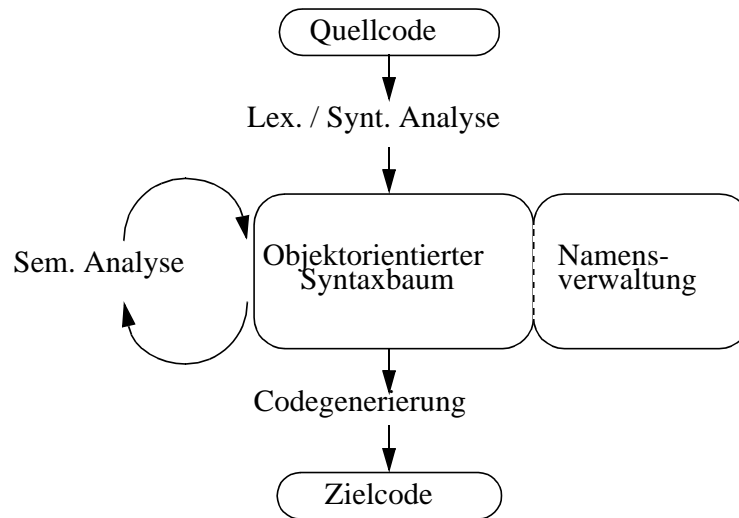 Quellcode
Lex. / Synt. Analyse
Sem. Analyse
Objektorientierter
Syntaxbaum
Namens-
verwaltung
Codegenerierung
Zielcode